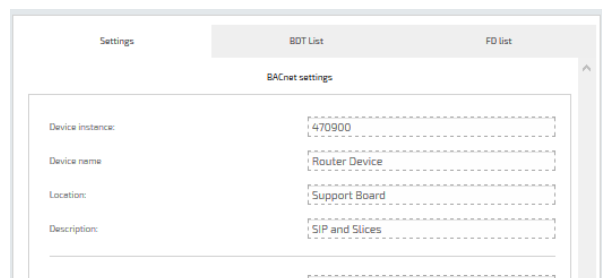 Settings BDT List FD list
BACnet settings
Device instance: 470900
Device name Router Device
Location: Support Board
Description: SIP and Slices